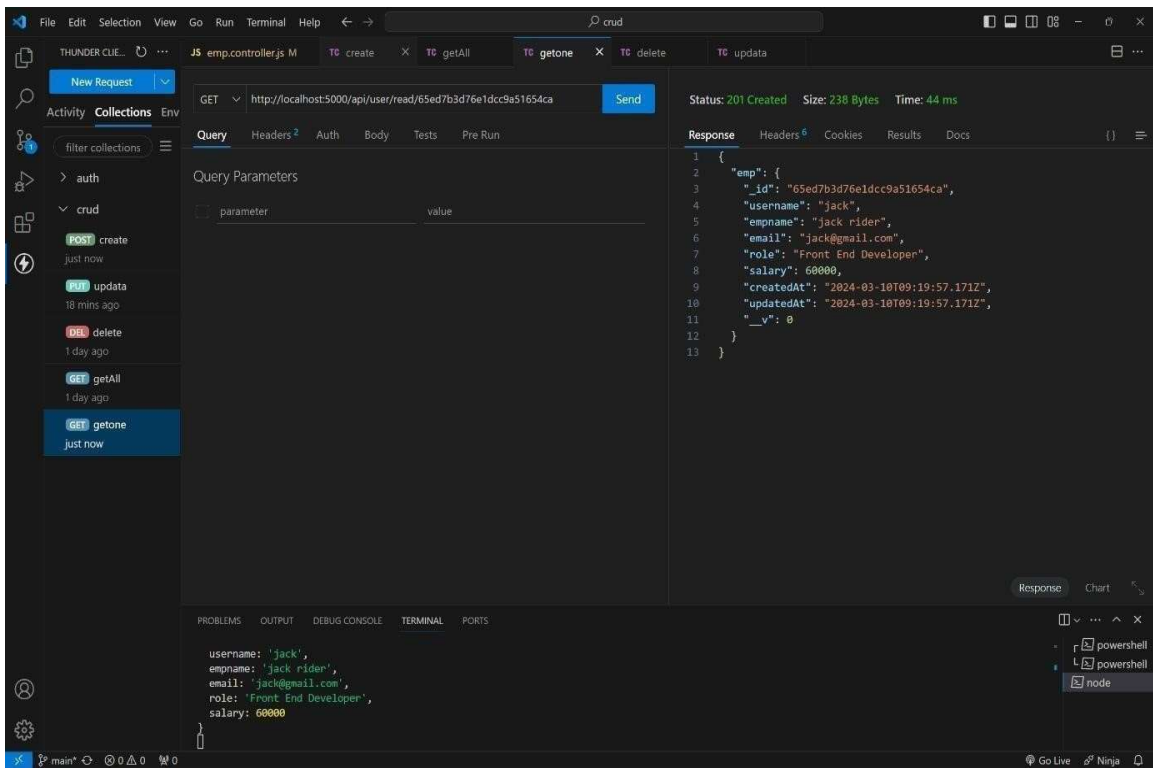 File Edit Selection View Go Run Terminal Help ← → crud
THUNDER CLIE... ···
JS emp.controller.js M TC create × TC getAll TC getone × TC delete TC updata ···
New Request
Activity Collections Env
filter collections
> auth
crud
POST create
just now
PUT updata
18 mins ago
DEL delete
1 day ago
GET getAll
1 day ago
GET getone
just now
GET http://localhost:5000/api/user/read/65ed7b3d76e1dcc9a51654ca Send
Query Headers 2 Auth Body Tests Pre Run
Query Parameters
parameter value
Status: 201 Created Size: 238 Bytes Time: 44 ms
Response Headers 6 Cookies Results Docs {}
1 {
2 "emp": {
3 "_id": "65ed7b3d76e1dcc9a51654ca",
4 "username": "jack",
5 "empname": "jack rider",
6 "email": "jack@gmail.com",
7 "role": "Front End Developer",
8 "salary": 60000,
9 "createdAt": "2024-03-10T09:19:57.171Z",
10 "updatedAt": "2024-03-10T09:19:57.171Z",
11 "__v": 0
12 }
13 }
Response Chart
PROBLEMS OUTPUT DEBUG CONSOLE TERMINAL PORTS
username: 'jack',
empname: 'jack rider',
email: 'jack@gmail.com',
role: 'Front End Developer',
salary: 60000
}
powershell
powershell
node
main* 0 0 0 Go Live Ninja